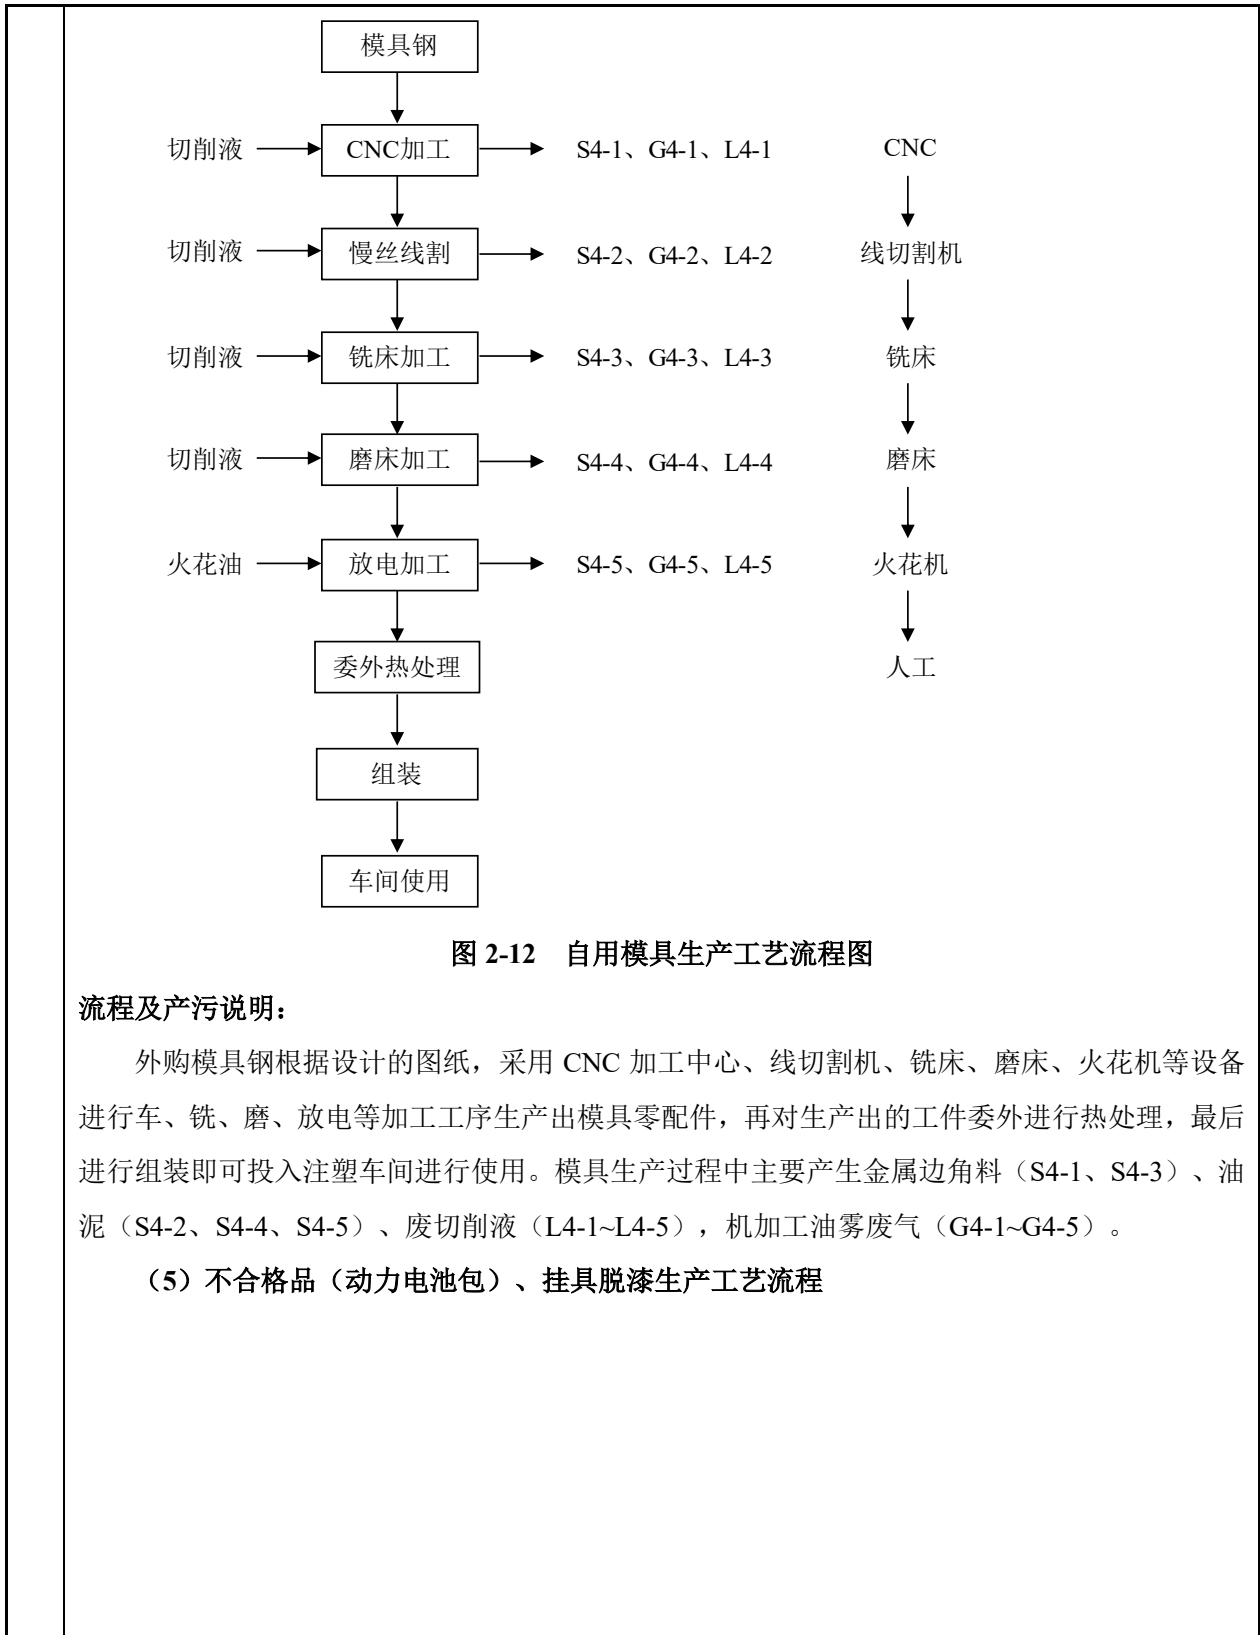 模具钢
切削液 CNC加工 S4-1、G4-1、L4-1 CNC
切削液 慢丝线割 S4-2、G4-2、L4-2 线切割机
切削液 铣床加工 S4-3、G4-3、L4-3 铣床
切削液 磨床加工 S4-4、G4-4、L4-4 磨床
火花油 放电加工 S4-5、G4-5、L4-5 火花机
委外热处理 人工
组装
车间使用
图 2-12 自用模具生产工艺流程图
流程及产污说明：
外购模具钢根据设计的图纸，采用 CNC 加工中心、线切割机、铣床、磨床、火花机等设备
进行车、铣、磨、放电等加工工序生产出模具零配件，再对生产出的工件委外进行热处理，最后
进行组装即可投入注塑车间进行使用。模具生产过程中主要产生金属边角料（S4-1、S4-3）、油
泥（S4-2、S4-4、S4-5）、废切削液（L4-1~L4-5），机加工油雾废气（G4-1~G4-5）。
（5）不合格品（动力电池包）、挂具脱漆生产工艺流程